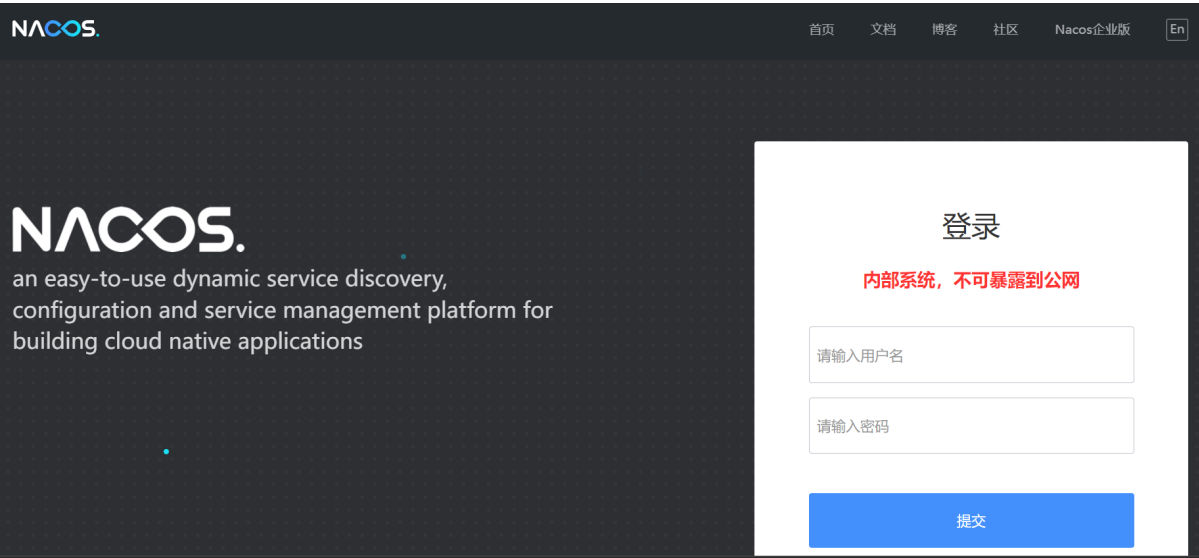 NACOS.
首页 文档 博客 社区 Nacos企业版 En
NACOS.
an easy-to-use dynamic service discovery,
configuration and service management platform for
building cloud native applications
登录
内部系统，不可暴露到公网
请输入用户名
请输入密码
提交